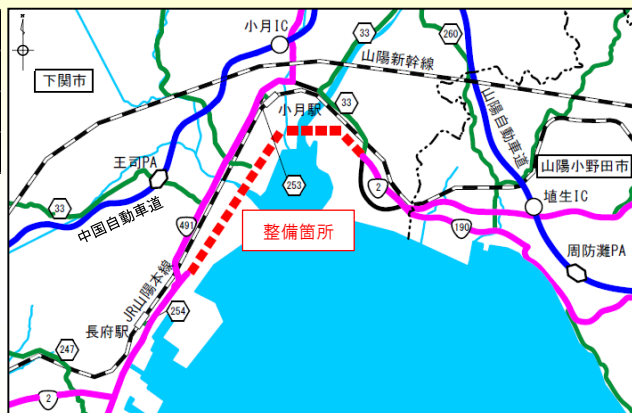 小月IC
33
260
山陽新幹線
下関市
小月駅
33
山陽自動車道
王司PA
山陽小野田市
253
2
埴生IC
33
中国自動車道
491
整備箇所
190
周防灘PA
JR山陽本線
254
長府駅
247
2